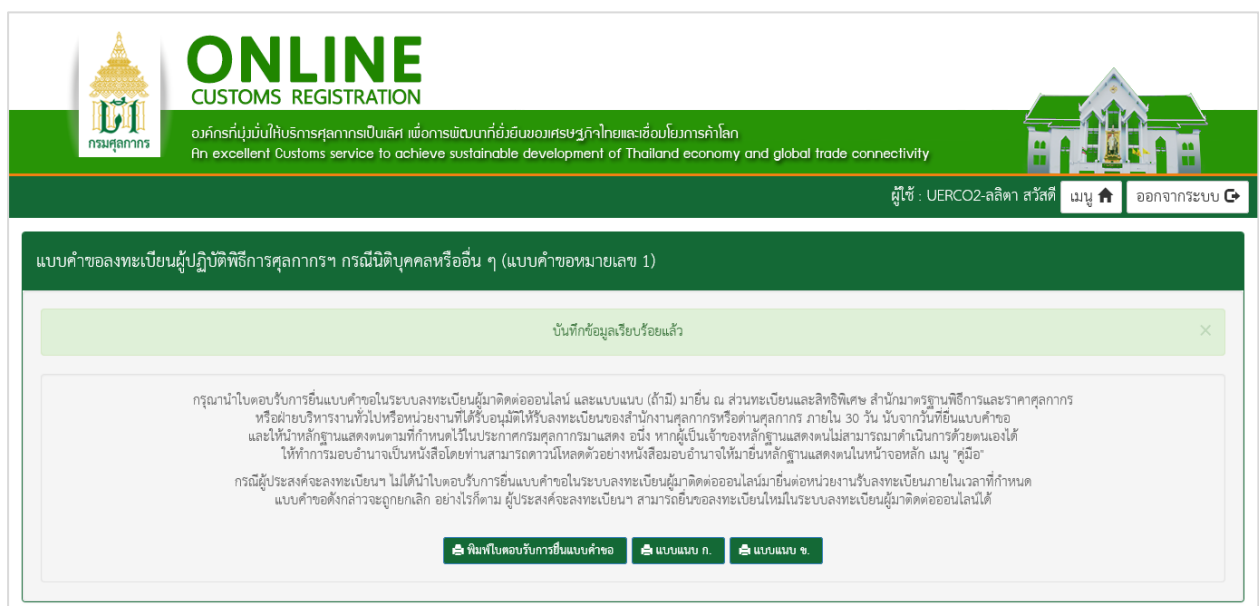 ONLINE
CUSTOMS REGISTRATION
กรมศุลกากร
องค์กรที่มุ่งมั่นให้บริการศุลกากรเป็นเลิศ เพื่อการพัฒนาที่ยั่งยืนของเศรษฐกิจไทยและเชื่อมโยงการค้าโลก
An excellent Customs service to achieve sustainable development of Thailand economy and global trade connectivity
ผู้ใช้ : UERCO2-ลลิตา สวัสดี เมนู ออกจากระบบ
แบบคำขอลงทะเบียนผู้ปฏิบัติพิธีการศุลกากรฯ กรณีนิติบุคคลหรืออื่น ๆ (แบบคำขอหมายเลข 1)
บันทึกข้อมูลเรียบร้อยแล้ว ×
กรุณานำใบตอบรับการยื่นแบบคำขอในระบบลงทะเบียนผู้มาติดต่อออนไลน์ และแบบแนบ (ถ้ามี) มายื่น ณ ส่วนทะเบียนและสิทธิพิเศษ สำนักมาตรฐานพิธีการและราคาศุลกากร
หรือฝ่ายบริหารงานทั่วไปหรือหน่วยงานที่ได้รับอนุมัติให้รับลงทะเบียนของสำนักงานศุลกากรหรือด่านศุลกากร ภายใน 30 วัน นับจากวันที่ยื่นแบบคำขอ
และให้นำหลักฐานแสดงตนตามที่กำหนดไว้ในประกาศกรมศุลกากรมาแสดง อนึ่ง หากผู้เป็นเจ้าของหลักฐานแสดงตนไม่สามารถมาดำเนินการด้วยตนเองได้
ให้ทำการมอบอำนาจเป็นหนังสือโดยท่านสามารถดาวน์โหลดตัวอย่างหนังสือมอบอำนาจให้มายื่นหลักฐานแสดงตนในหน้าจอหลัก เมนู "คู่มือ"
กรณีผู้ประสงค์จะลงทะเบียนฯ ไม่ได้นำใบตอบรับการยื่นแบบคำขอในระบบลงทะเบียนผู้มาติดต่อออนไลน์มายื่นต่อหน่วยงานรับลงทะเบียนภายในเวลาที่กำหนด
แบบคำขอดังกล่าวจะถูกยกเลิก อย่างไรก็ตาม ผู้ประสงค์จะลงทะเบียนฯ สามารถยื่นขอลงทะเบียนใหม่ในระบบลงทะเบียนผู้มาติดต่อออนไลน์ได้
พิมพ์ใบตอบรับการยื่นแบบคำขอ แบบแนบ ก. แบบแนบ ข.